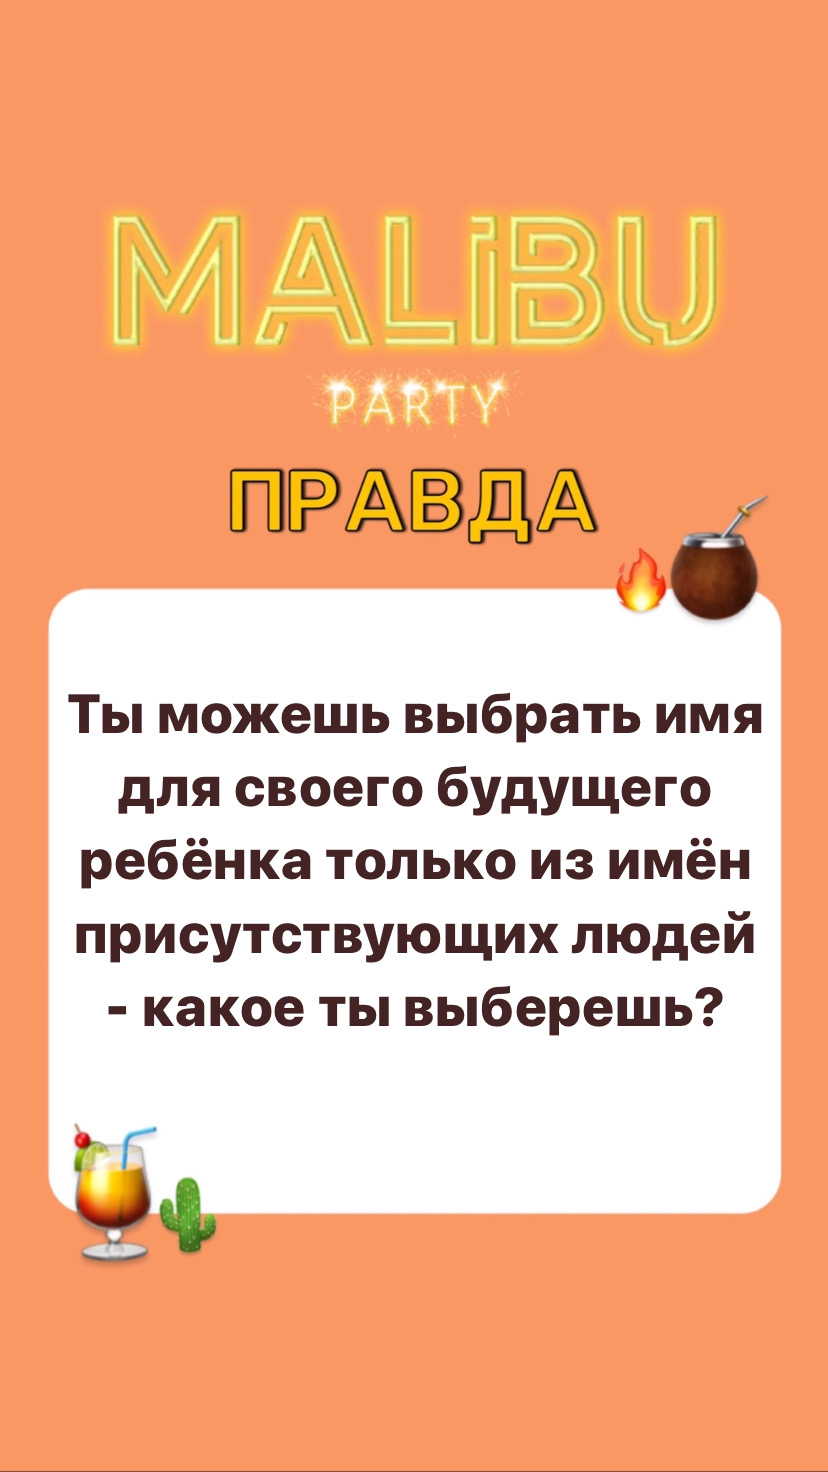 MALiBU
PARTY
ПРАВДА
Ты можешь выбрать имя
для своего будущего
ребёнка только из имён
присутствующих людей
- какое ты выберешь?